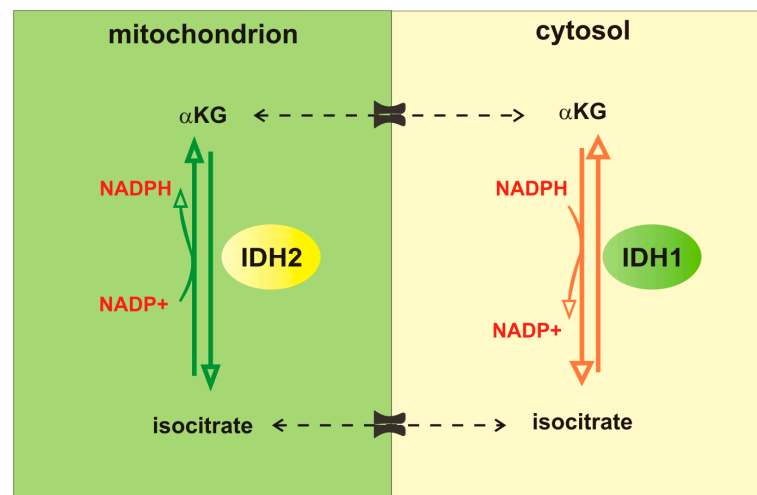 mitochondrion
cytosol
αKG
αKG
NADPH
NADPH
IDH2
IDH1
NADP+
NADP+
isocitrate
isocitrate